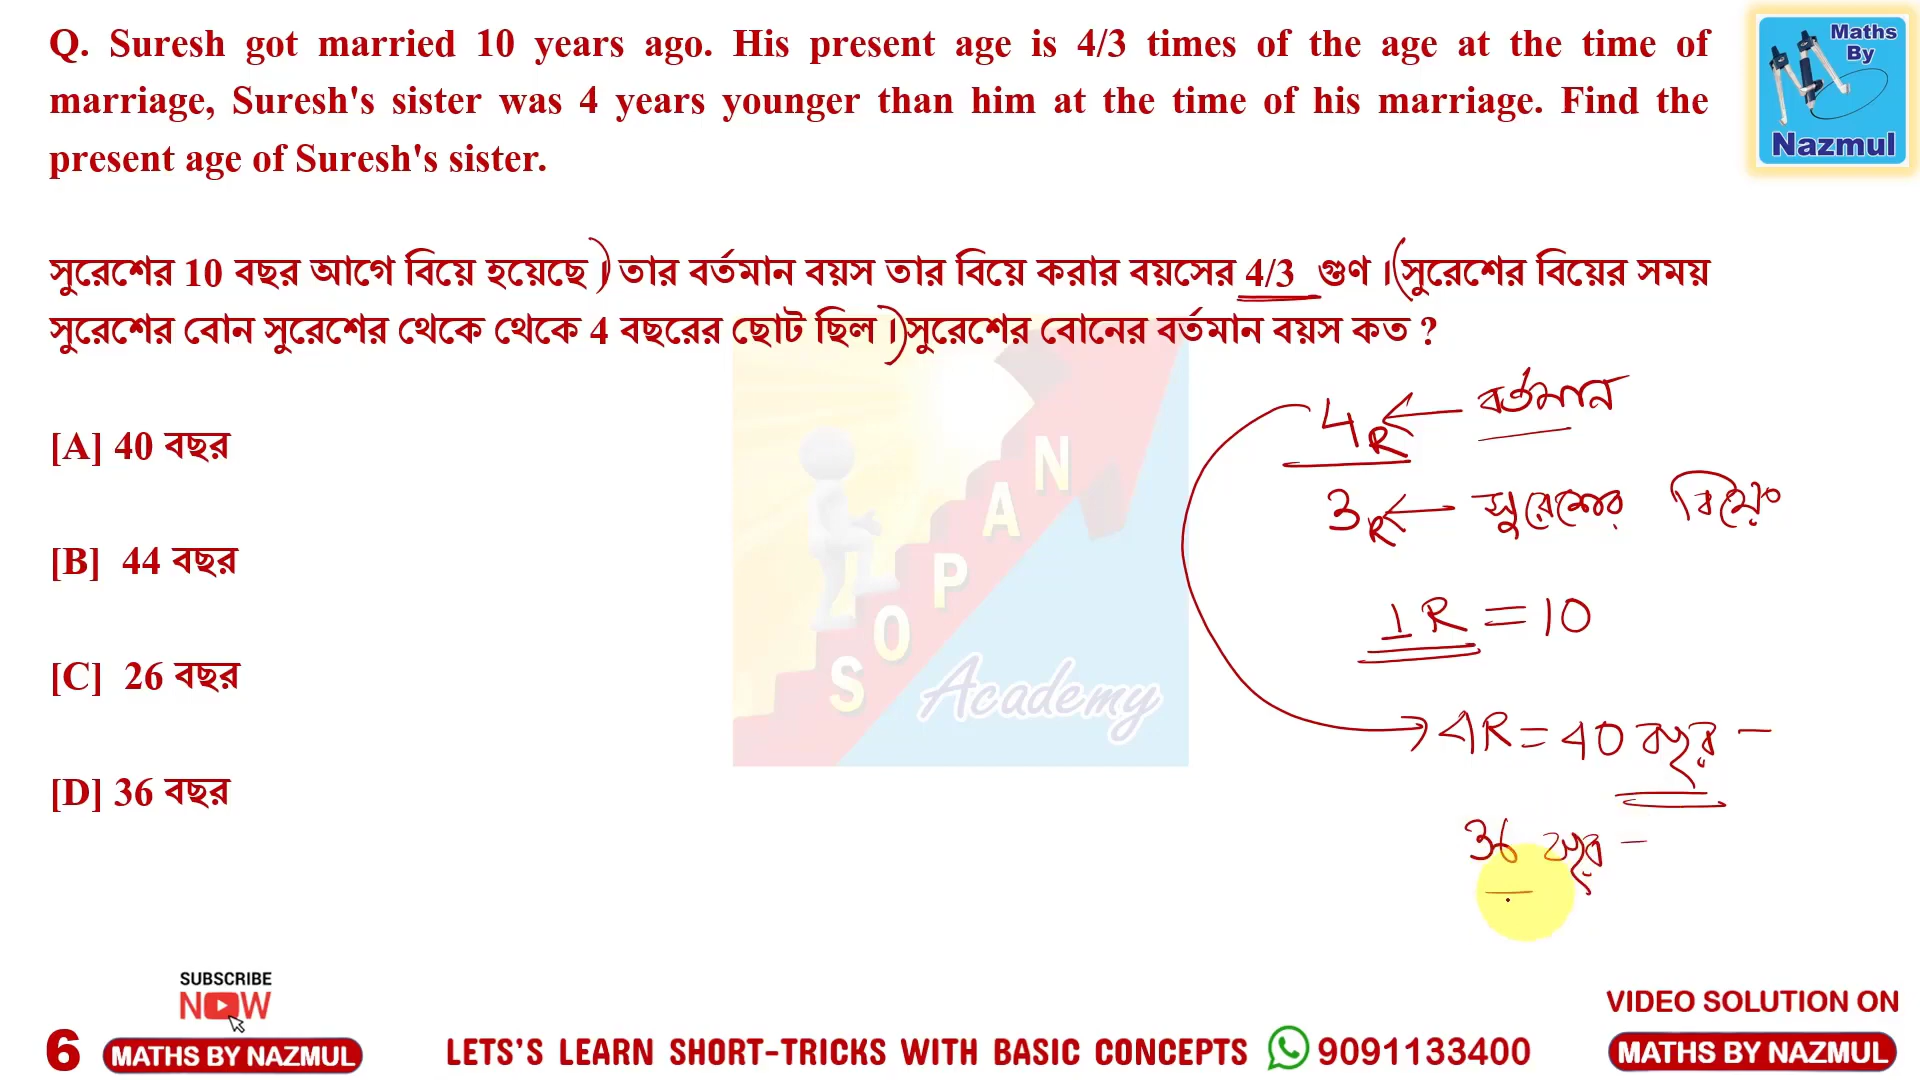 Q. Suresh got married 10 years ago. His present age is 4/3 times of the age at the time of
marriage, Suresh's sister was 4 years younger than him at the time of his marriage. Find the
present age of Suresh's sister.
Maths
By
Nazmul
সুরেশের 10 বছর আগে বিয়ে হয়েছে। তার বর্তমান বয়স তার বিয়ে করার বয়সের 4/3 গুণ। সুরেশের বিয়ের সময়
সুরেশের বোন সুরেশের থেকে থেকে 4 বছরের ছোট ছিল। সুরেশের বোনের বর্তমান বয়স কত ?
[A] 40 বছর
[B] 44 বছর
[C] 26 বছর
[D] 36 বছর
SOPAN
Academy
4R ← বর্তমান
3R ← সুরেশের
1R = 10
4R = 40 বছর –
36 বছর –
SUBSCRIBE
NOW
6
MATHS BY NAZMUL
LETS'S LEARN SHORT-TRICKS WITH BASIC CONCEPTS
9091133400
VIDEO SOLUTION ON
MATHS BY NAZMUL